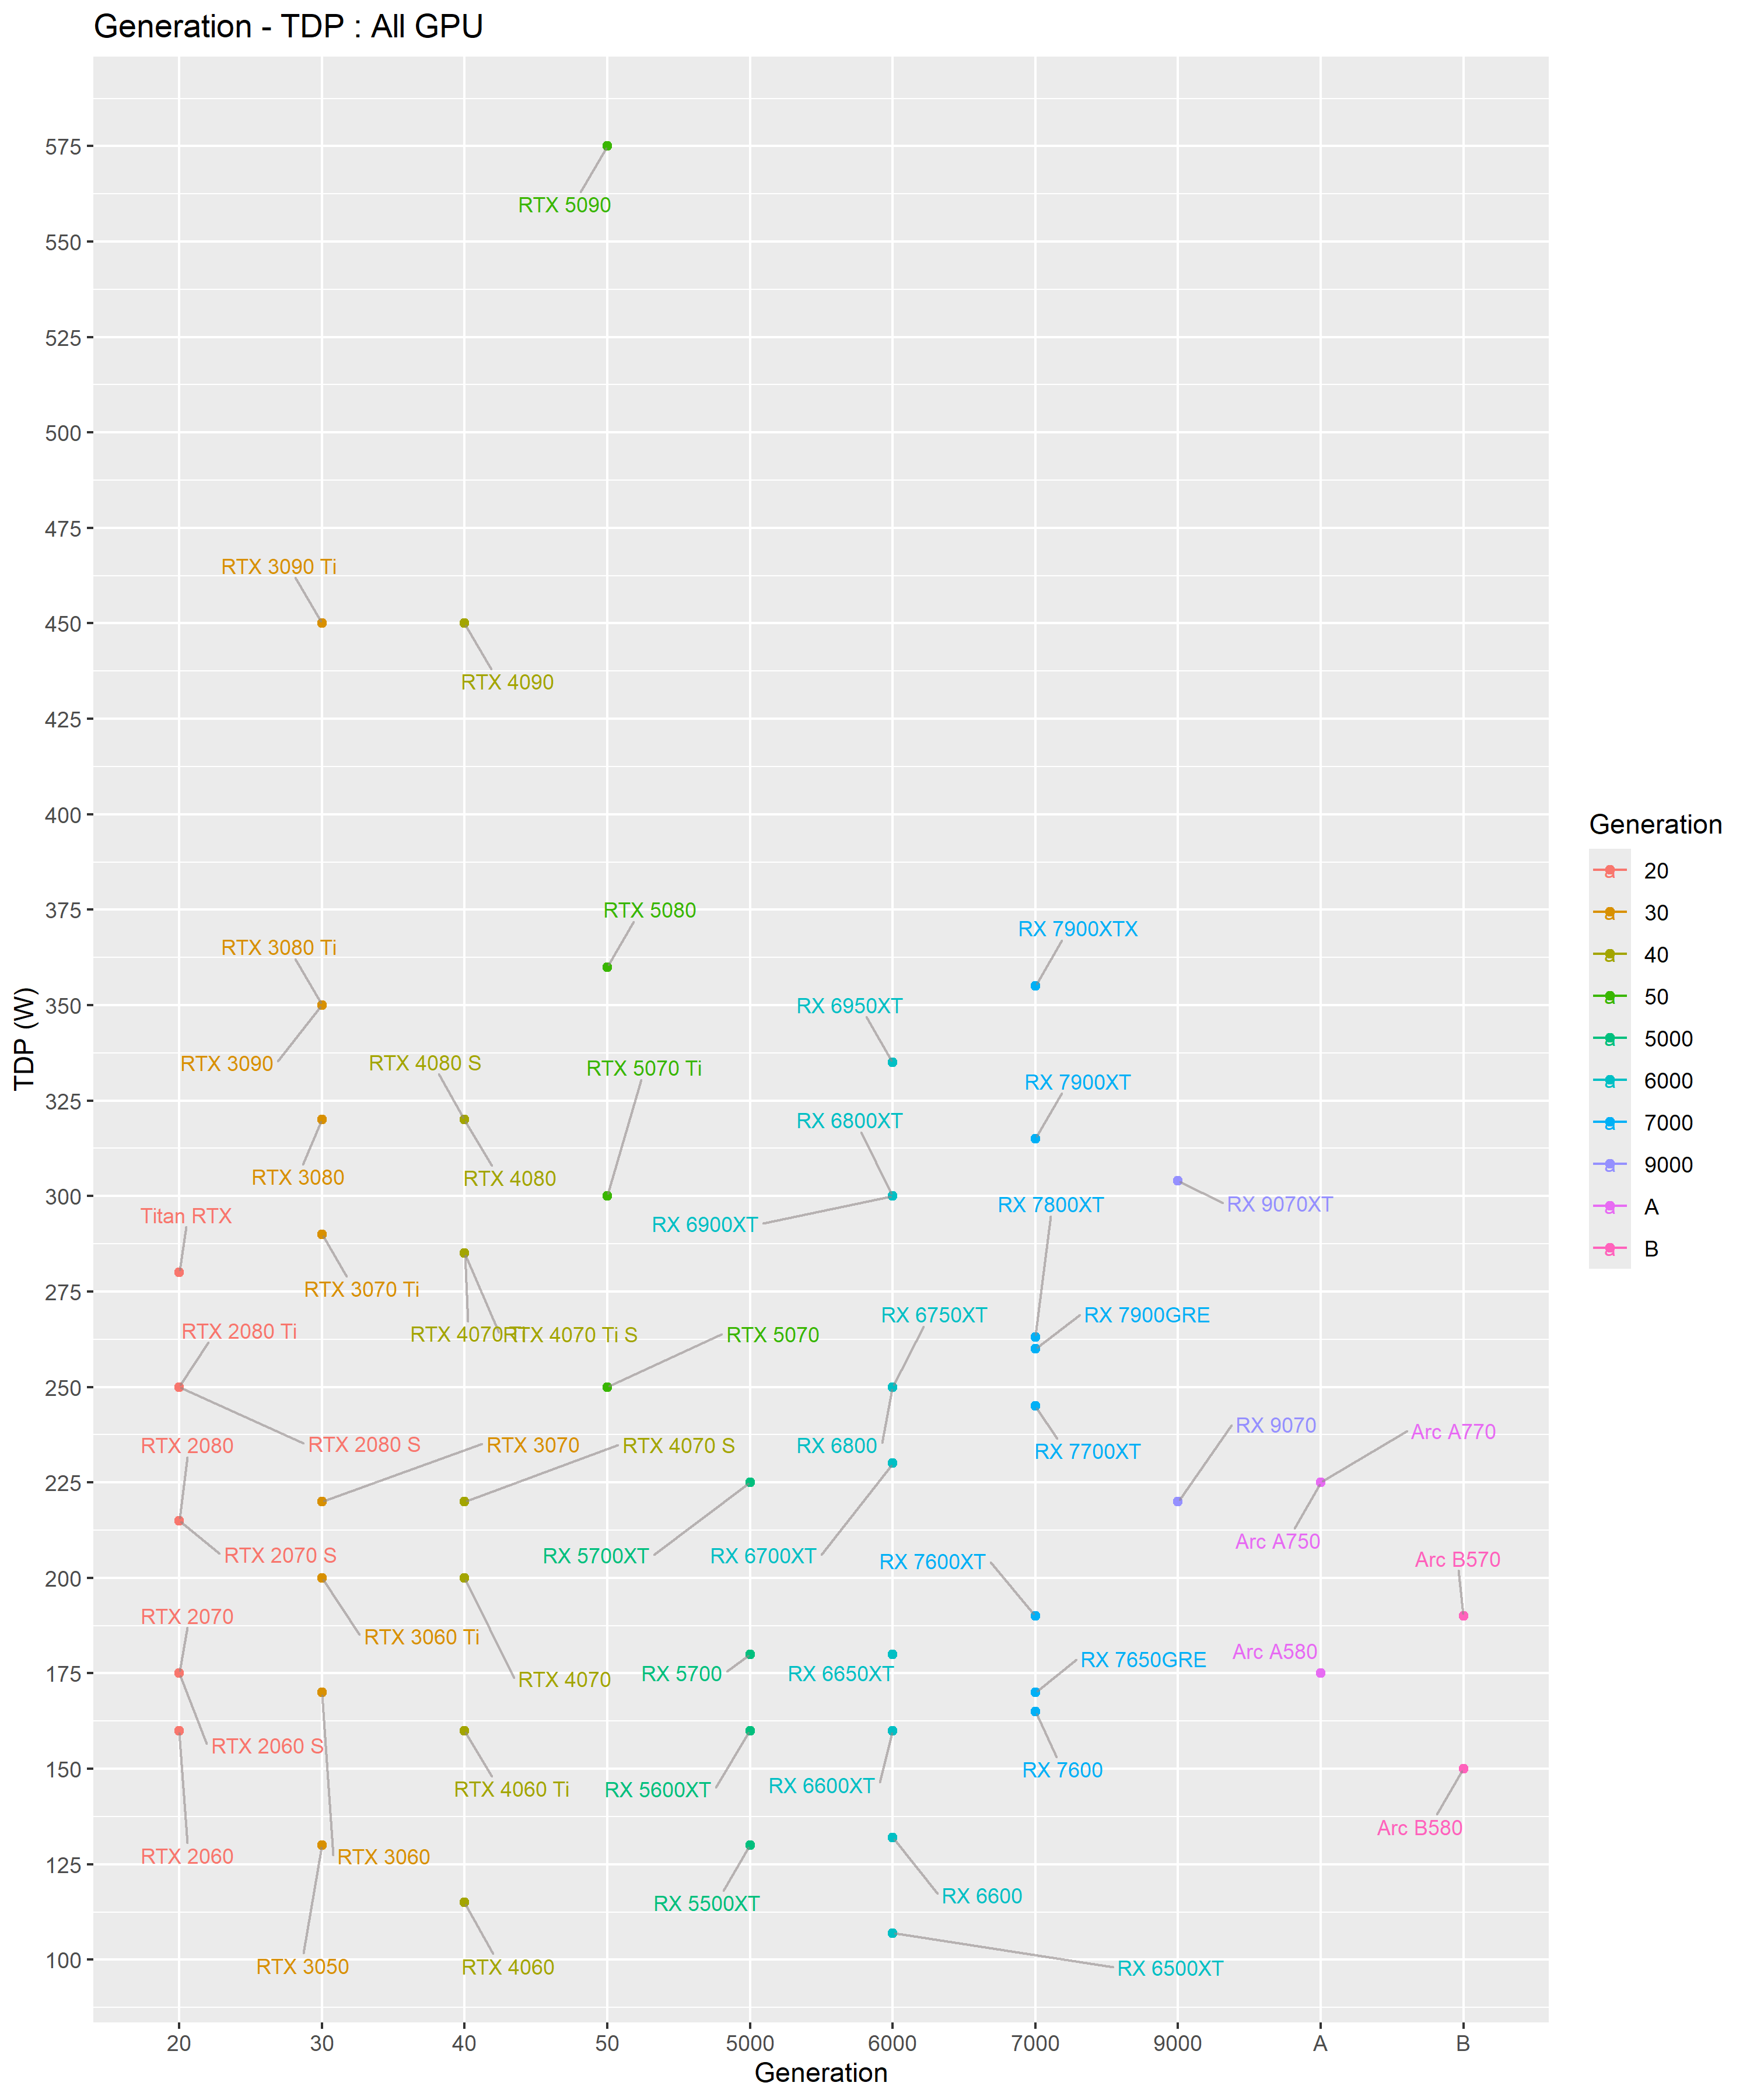 Generation - TDP : All GPU
TDP (W)
575
550
525
500
475
450
425
400
375
350
325
300
275
250
225
200
175
150
125
100
RTX 5090
RTX 3090 Ti
RTX 4090
RTX 5080
RX 7900XTX
RTX 3080 Ti
RX 6950XT
RTX 3090
RTX 4080 S
RTX 5070 Ti
RX 7900XT
RX 6800XT
RTX 3080
RTX 4080
RX 9070XT
RX 7800XT
Titan RTX
RX 6900XT
RTX 3070 Ti
RX 6750XT
RX 7900GRE
RTX 2080 Ti
RTX 4070 Ti
RTX 4070 Ti S
RTX 5070
RX 9070
Arc A770
RTX 2080
RTX 2080 S
RTX 3070
RTX 4070 S
RX 6800
RX 7700XT
Arc A750
RTX 2070 S
RX 5700XT
RX 6700XT
RX 7600XT
Arc B570
RTX 2070
RTX 3060 Ti
Arc A580
RX 7650GRE
RTX 4070
RX 5700
RX 6650XT
RTX 2060 S
RX 7600
RTX 4060 Ti
RX 5600XT
RX 6600XT
Arc B580
RTX 2060
RTX 3060
RX 5500XT
RX 6600
RTX 3050
RTX 4060
RX 6500XT
20 30 40 50 5000 6000 7000 9000 A B
Generation
Generation
a 20
a 30
a 40
a 50
a 5000
a 6000
a 7000
a 9000
a A
a B